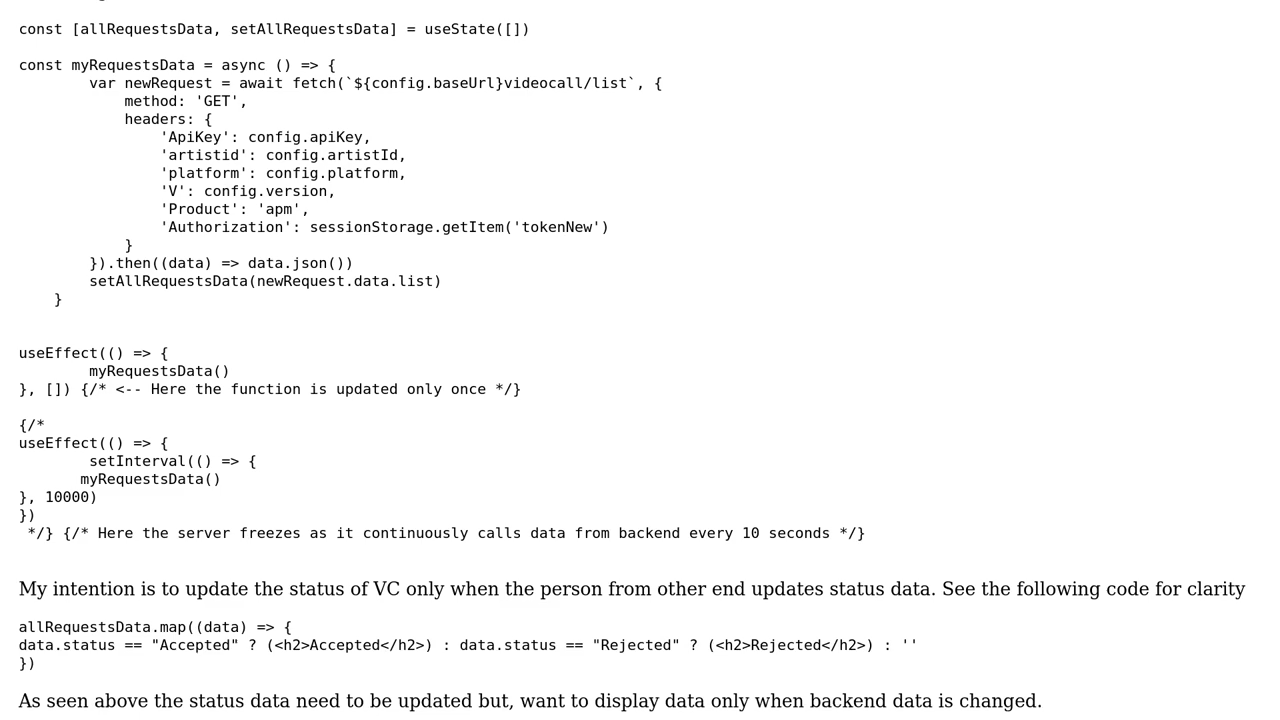 const [allRequestsData, setAllRequestsData] = useState([])
const myRequestsData = async () => {
        var newRequest = await fetch(`${config.baseUrl}videocall/list`, {
            method: 'GET',
            headers: {
                'ApiKey': config.apiKey,
                'artistid': config.artistId,
                'platform': config.platform,
                'V': config.version,
                'Product': 'apm',
                'Authorization': sessionStorage.getItem('tokenNew')
            }
        }).then((data) => data.json())
        setAllRequestsData(newRequest.data.list)
    }
useEffect(() => {
        myRequestsData()
}, []) {/* <-- Here the function is updated only once */}
{/*
useEffect(() => {
        setInterval(() => {
       myRequestsData()
}, 10000)
})
 */} {/* Here the server freezes as it continuously calls data from backend every 10 seconds */}
My intention is to update the status of VC only when the person from other end updates status data. See the following code for clarity
allRequestsData.map((data) => {
data.status == "Accepted" ? (<h2>Accepted</h2>) : data.status == "Rejected" ? (<h2>Rejected</h2>) : ''
})
As seen above the status data need to be updated but, want to display data only when backend data is changed.